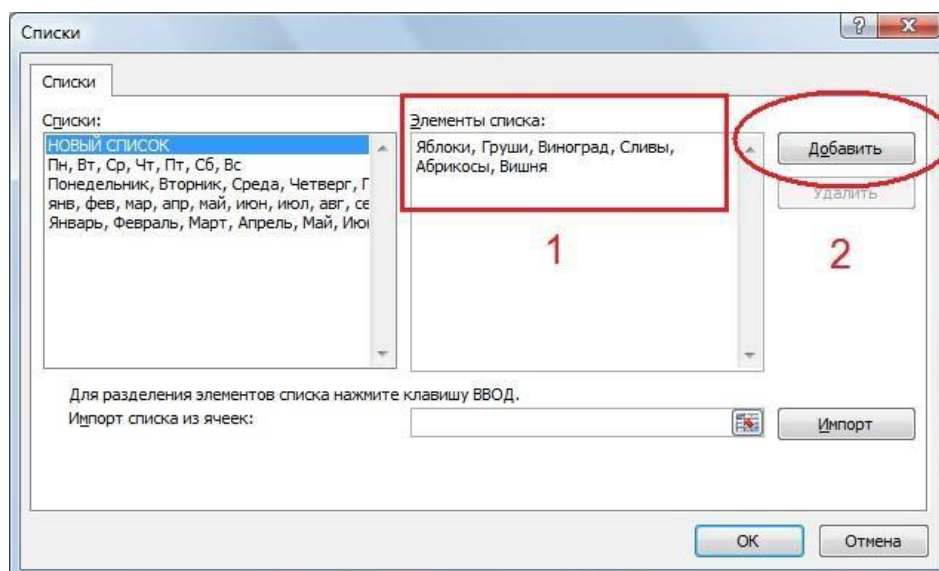 Списки
Списки
Списки:
НОВЫЙ СПИСОК
Пн, Вт, Ср, Чт, Пт, Сб, Вс
Понедельник, Вторник, Среда, Четверг, Г
янв, фев, мар, апр, май, июн, июл, авг, се
Январь, Февраль, Март, Апрель, Май, Июн
Элементы списка:
Яблоки, Груши, Виноград, Сливы,
Абрикосы, Вишня
1
Добавить
Удалить
2
Для разделения элементов списка нажмите клавишу ВВОД.
Импорт списка из ячеек:
Импорт
OK
Отмена